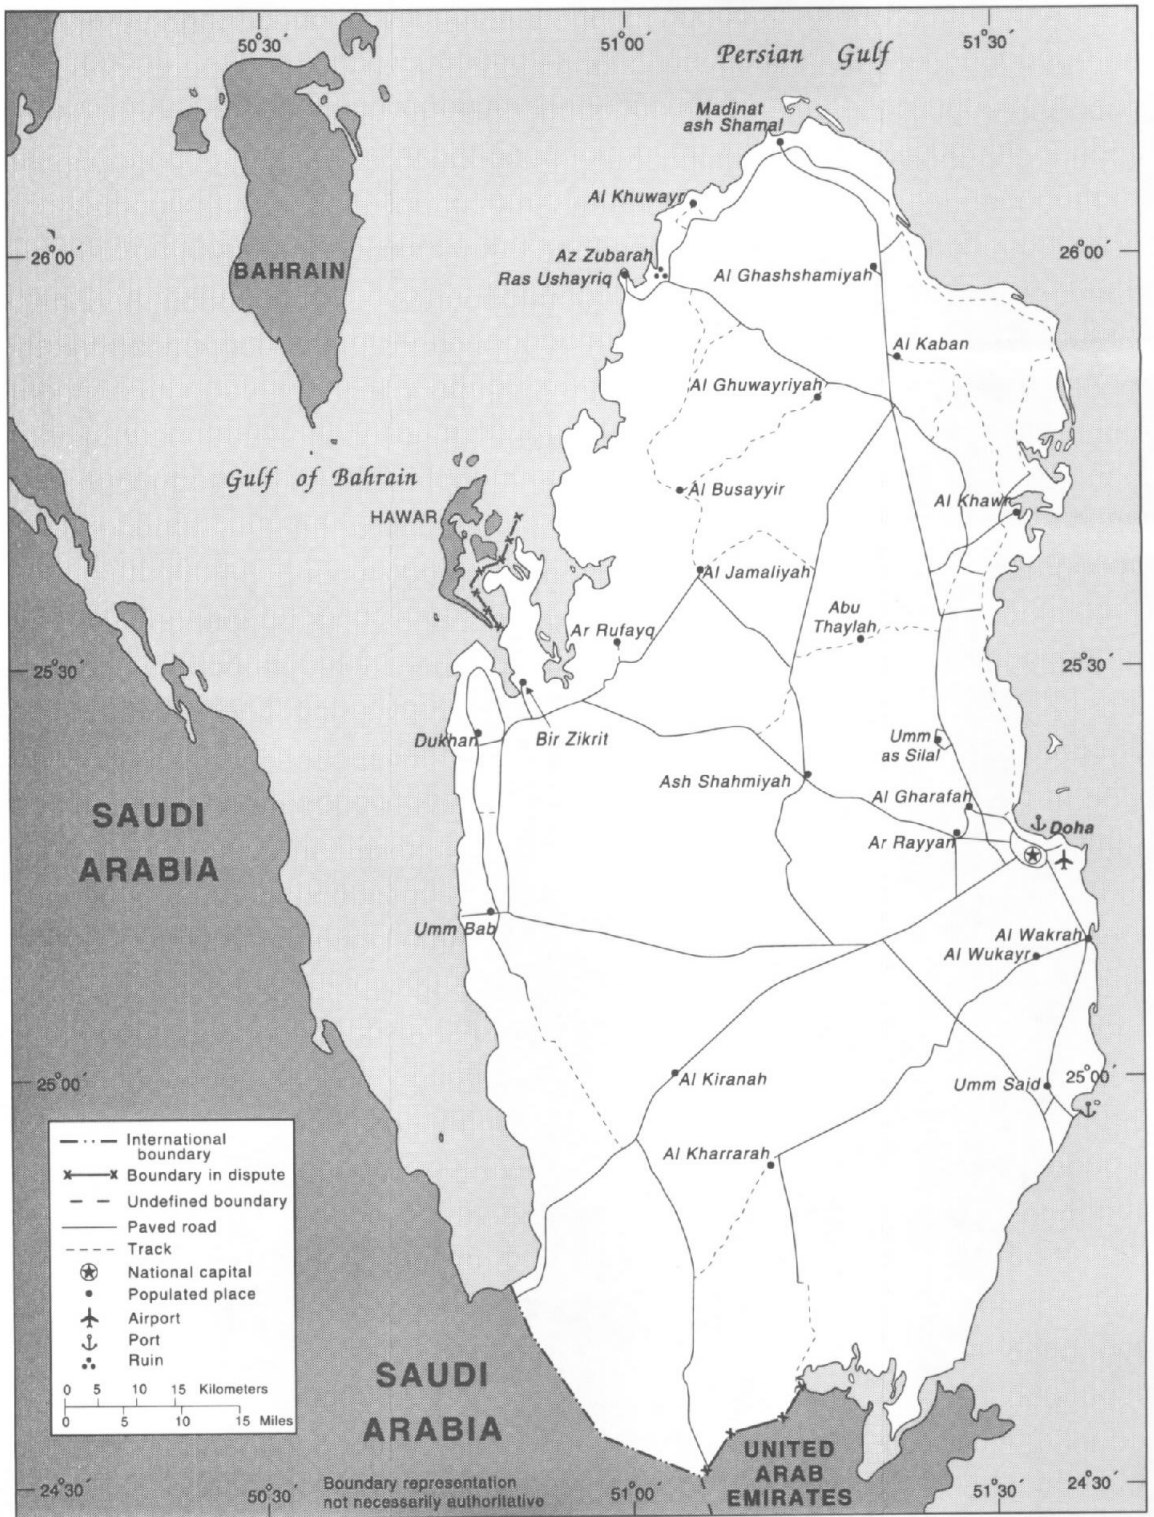 50°30´
51°00´
51°30´
Persian Gulf
Madinat
ash Shamal
Al Khuwayr
26°00´
BAHRAIN
Az Zubarah
Ras Ushayriq
Al Ghashshamiyah
26°00´
Al Kaban
Al Ghuwayriyah
Gulf of Bahrain
Al Busayyir
Al Khawr
HAWAR
Al Jamaliyah
Abu
Thaylah
Ar Rufayq
25°30´
25°30´
Dukhan
Bir Zikrit
Umm
as Silal
Ash Shahmiyah
Al Gharafah
SAUDI
ARABIA
Doha
Ar Rayyan
Umm Bab
Al Wakrah
Al Wukayr
25°00´
Al Kiranah
Umm Said
25°00´
Al Kharrarah
International
boundary
Boundary in dispute
Undefined boundary
Paved road
Track
National capital
Populated place
Airport
Port
Ruin
0 5 10 15 Kilometers
0 5 10 15 Miles
SAUDI
ARABIA
UNITED
ARAB
EMIRATES
Boundary representation
not necessarily authoritative
24°30´
50°30´
51°00´
51°30´
24°30´